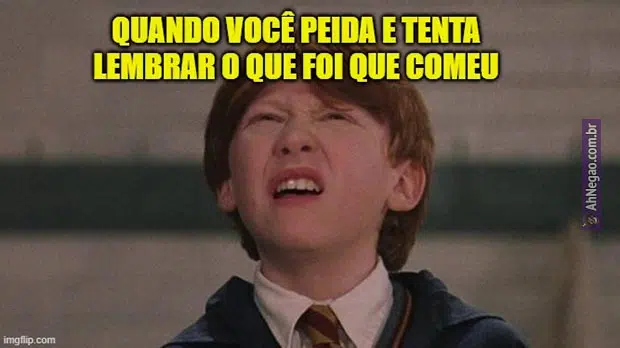 QUANDO VOCÊ PEIDA E TENTA
LEMBRAR O QUE FOI QUE COMEU
AhNegao.com.br
imgflip.com